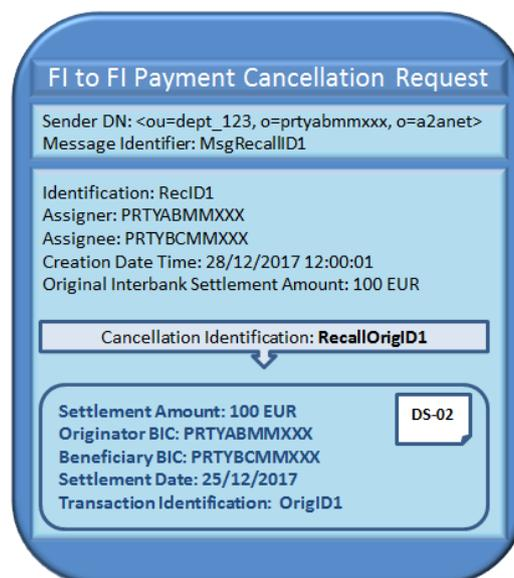 FI to FI Payment Cancellation Request
Sender DN: <ou=dept_123, o=prtyabmmxxx, o=a2anet>
Message Identifier: MsgRecallID1
Identification: RecID1
Assigner: PRTYABMMXXX
Assignee: PRTYBCMMXXX
Creation Date Time: 28/12/2017 12:00:01
Original Interbank Settlement Amount: 100 EUR
Cancellation Identification: RecallOrigID1
Settlement Amount: 100 EUR
DS-02
Originator BIC: PRTYABMMXXX
Beneficiary BIC: PRTYBCMMXXX
Settlement Date: 25/12/2017
Transaction Identification: OrigID1